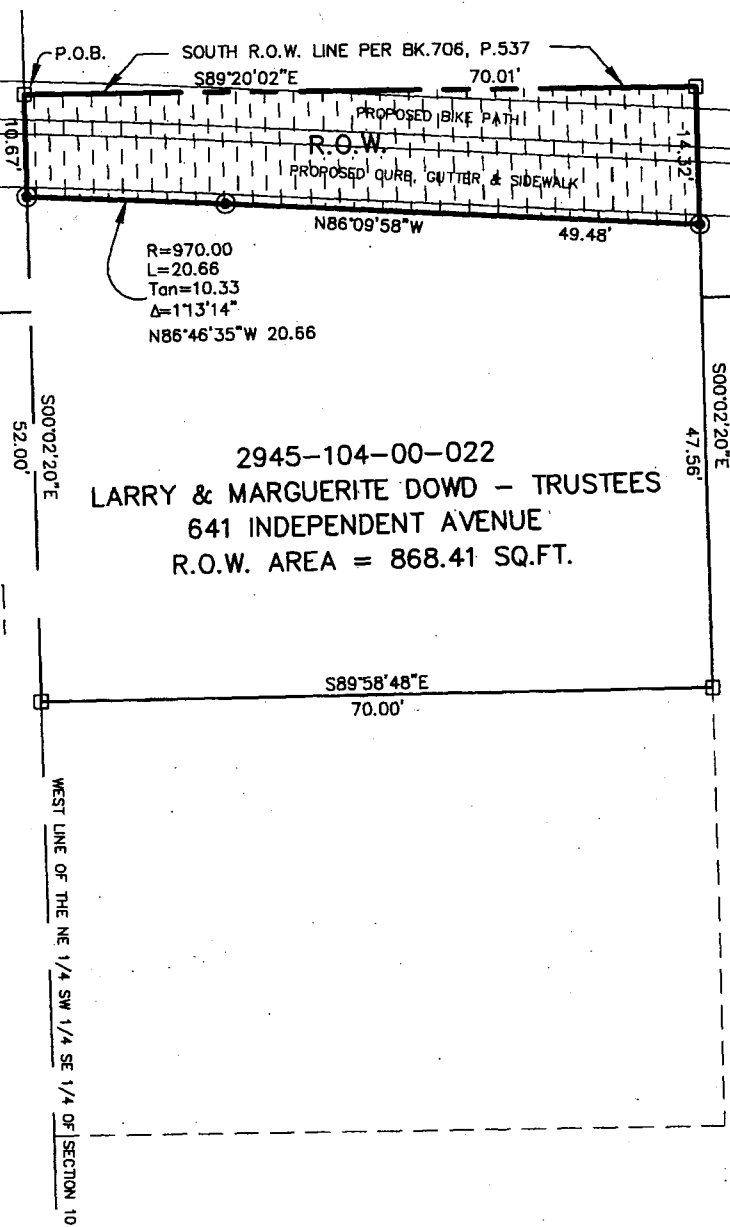 P.O.B.
SOUTH R.O.W. LINE PER BK.706, P.537
S89°20'02"E
70.01'
10.67'
PROPOSED BIKE PATH
14.32'
R.O.W.
PROPOSED CURB, GUTTER & SIDEWALK
N86°09'58"W
49.48'
R=970.00
L=20.66
Tan=10.33
Δ=1°13'14"
N86°46'35"W 20.66
S00°02'20"E
52.00'
S00°02'20"E
47.56'
2945-104-00-022
LARRY & MARGUERITE DOWD - TRUSTEES
641 INDEPENDENT AVENUE
R.O.W. AREA = 868.41 SQ.FT.
S89°58'48"E
70.00'
WEST LINE OF THE NE 1/4 SW 1/4 SE 1/4 OF SECTION 10